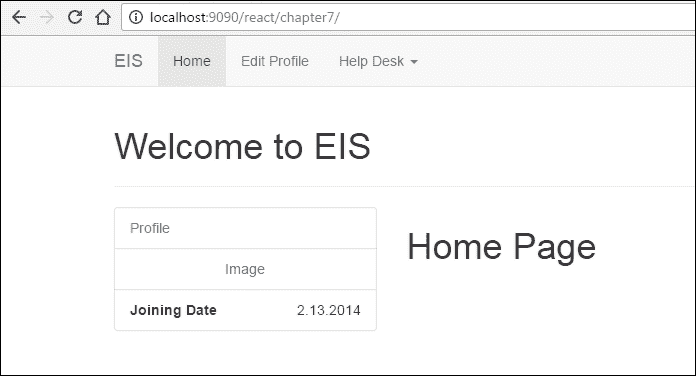 localhost:9090/react/chapter7/
EIS Home Edit Profile Help Desk
Welcome to EIS
Profile
Image
Joining Date 2.13.2014
Home Page